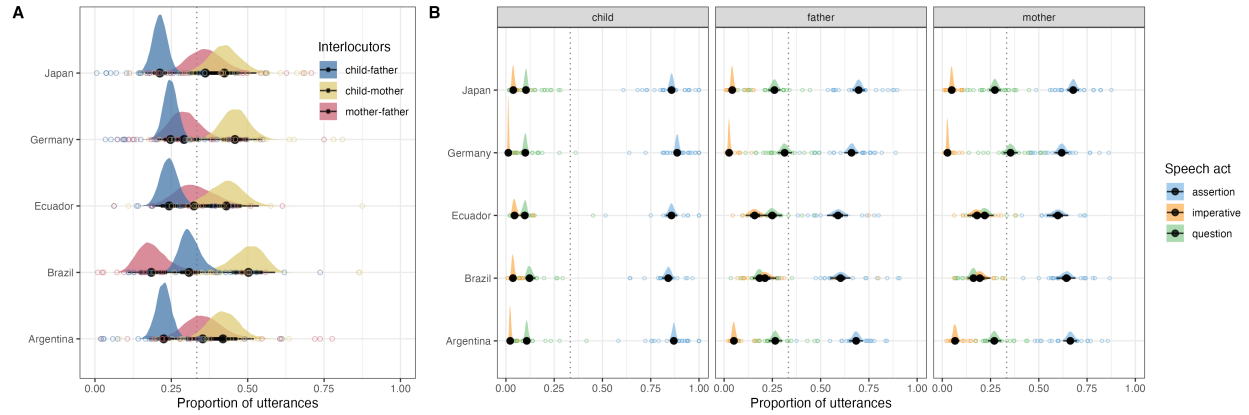 A
Japan
Germany
Ecuador
Brazil
Argentina
Interlocutors
child-father
child-mother
mother-father
0.00 0.25 0.50 0.75 1.00
Proportion of utterances
B
child father mother
Japan
Germany
Ecuador
Brazil
Argentina
0.00 0.25 0.50 0.75 1.00 0.00 0.25 0.50 0.75 1.00 0.00 0.25 0.50 0.75 1.00
Proportion of utterances
Speech act
assertion
imperative
question